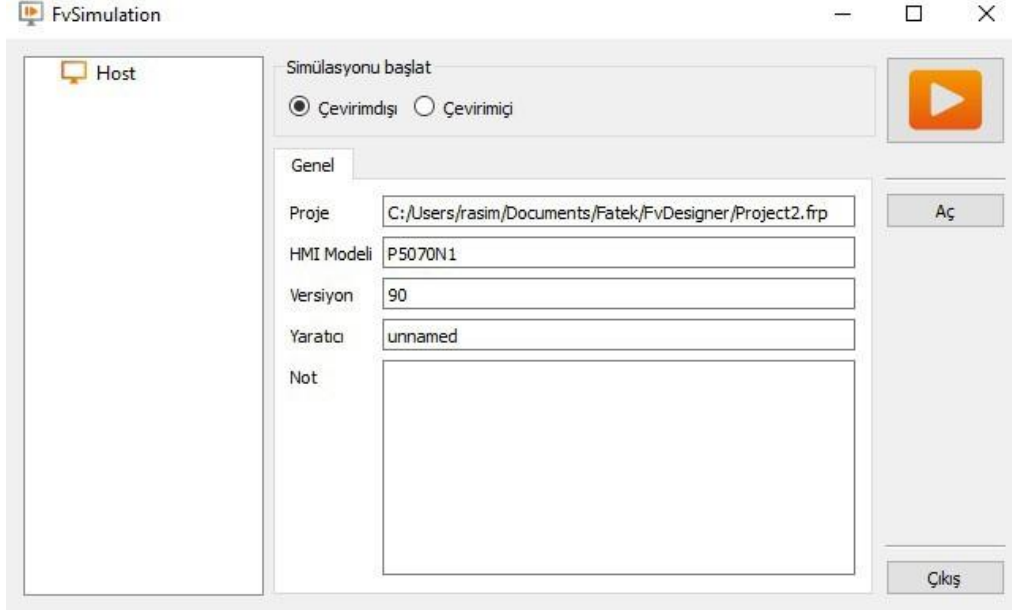 FvSimulation
Host
Simülasyonu başlat
Çevirimdışı Çevirimiçi
Genel
Proje C:/Users/rasim/Documents/Fatek/FvDesigner/Project2.frp
HMI Modeli P5070N1
Versiyon 90
Yaratıcı unnamed
Not
Aç
Çıkış